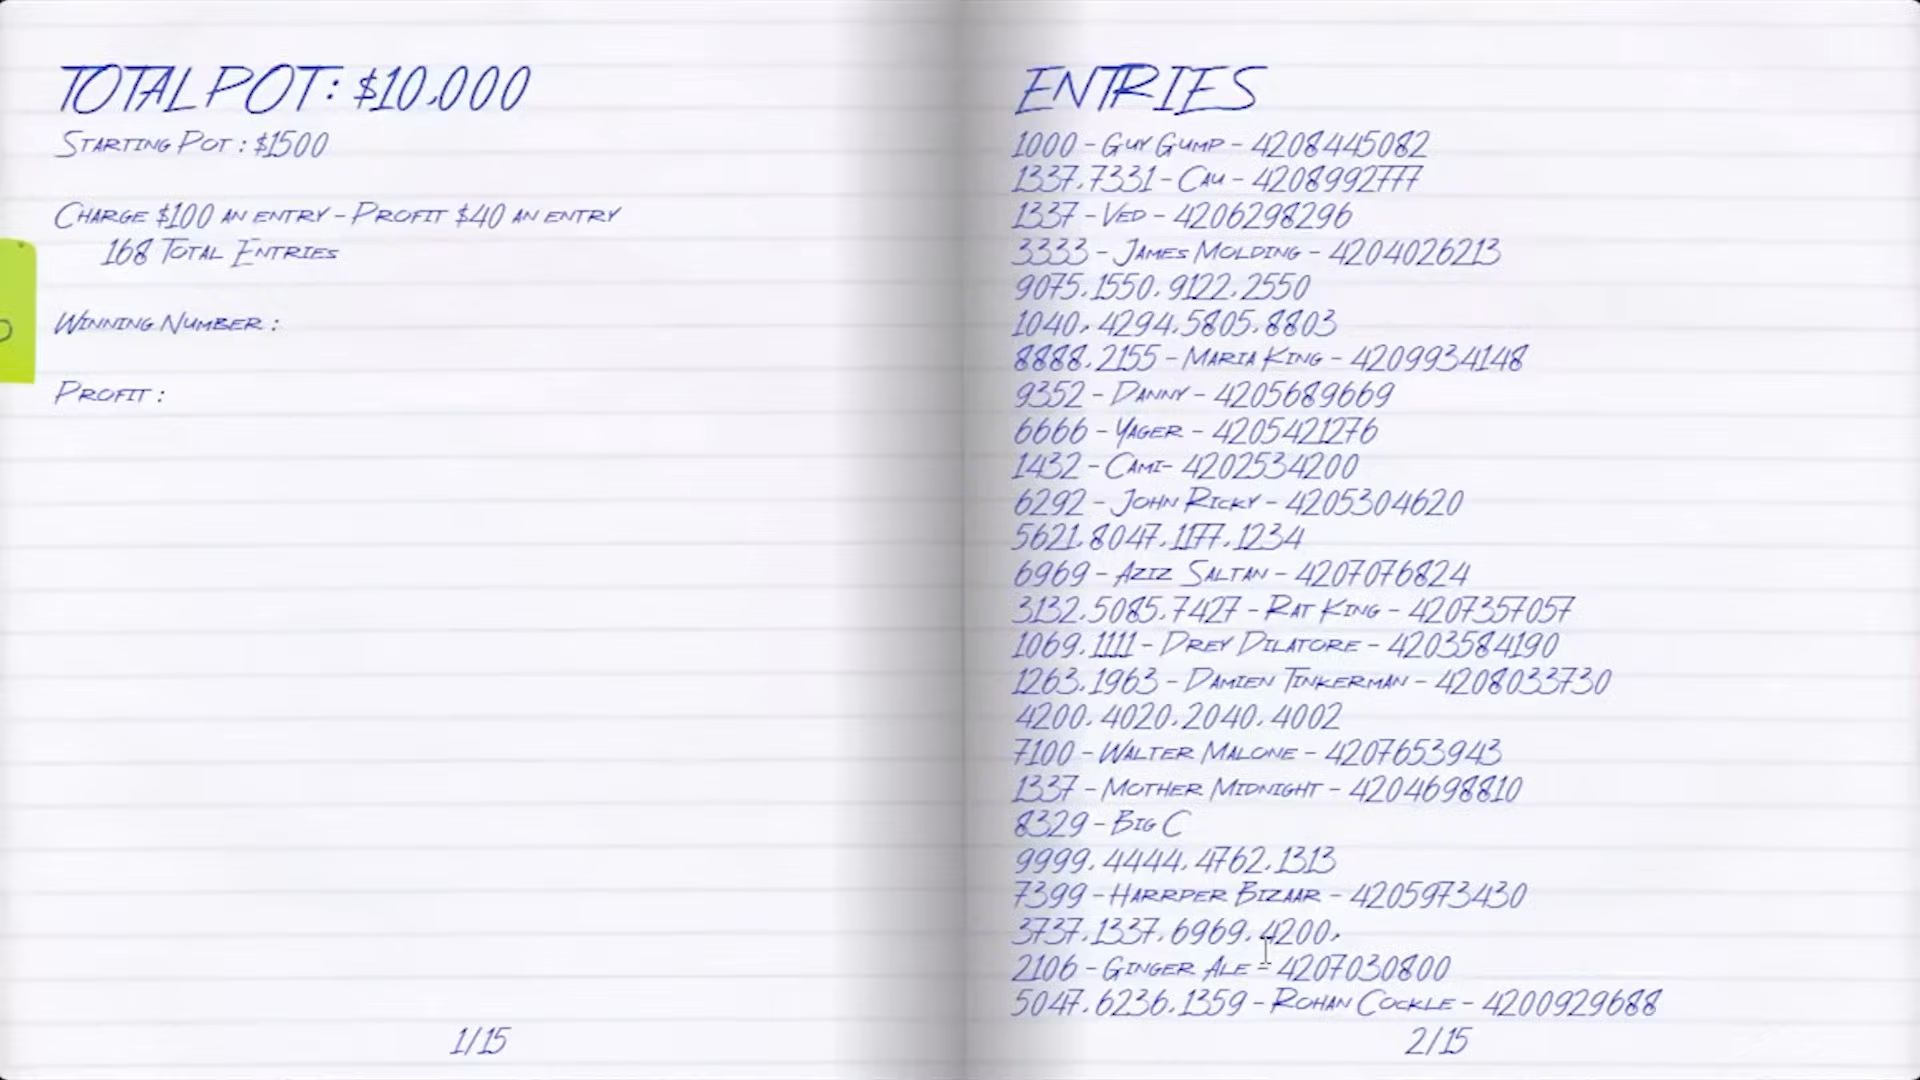 TOTAL POT: $10,000
STARTING POT : $1500
CHARGE $100 AN ENTRY - PROFIT $40 AN ENTRY
168 TOTAL ENTRIES
WINNING NUMBER :
PROFIT :
1/15
ENTRIES
1000 - GUY GUMP - 4208445082
1337, 7331 - CAU - 4208992777
1337 - VED - 4206298296
3333 - JAMES MOLDING - 4204026213
9075, 1550, 9122, 2550
1040, 4294, 5805, 8803
8888, 2155 - MARIA KING - 4209934148
9352 - DANNY - 4205689669
6666 - YAGER - 4205421276
1432 - CAMI- 4202534200
6292 - JOHN RICKY - 4205304620
5621, 8047, 1177, 1234
6969 - AZIZ SALTAN - 4207076824
3132, 5085, 7427 - RAT KING - 4207357057
1069, 1111 - DREY DILATORE - 4203584190
1263, 1963 - DAMIEN TINKERMAN - 4208033730
4200, 4020, 2040, 4002
7100 - WALTER MALONE - 4207653943
1337 - MOTHER MIDNIGHT - 4204698810
8329 - BIG C
9999, 4444, 4762, 1313
7399 - HARRPER BIZAAR - 4205973430
3737, 1337, 6969, 4200,
2106 - GINGER ALE - 4207030800
5047, 6236, 1359 - ROHAN COCKLE - 4200929688
2/15